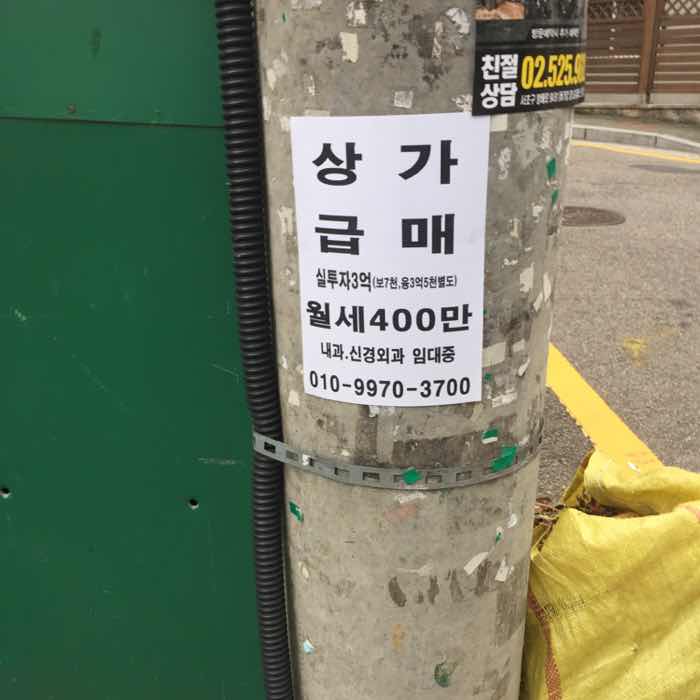 친절
상담
02.525.
상 가
급 매
실투자3억(보7천,융3억5천별도)
월세400만
내과.신경외과 임대중
010-9970-3700